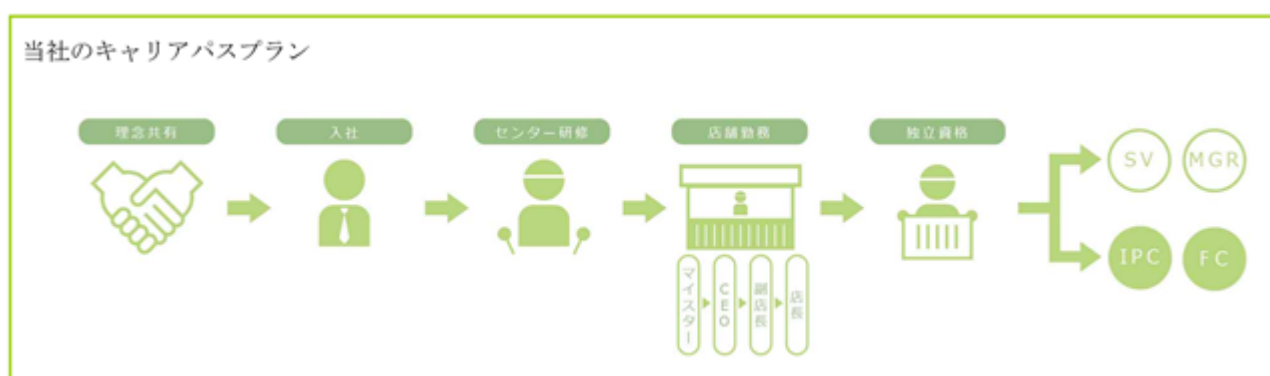 当社のキャリアパスプラン
理念共有
入社
センター研修
店舗勤務
独立資格
SV
MGR
IPC
FC
マイスター
CEO
副店長
店長